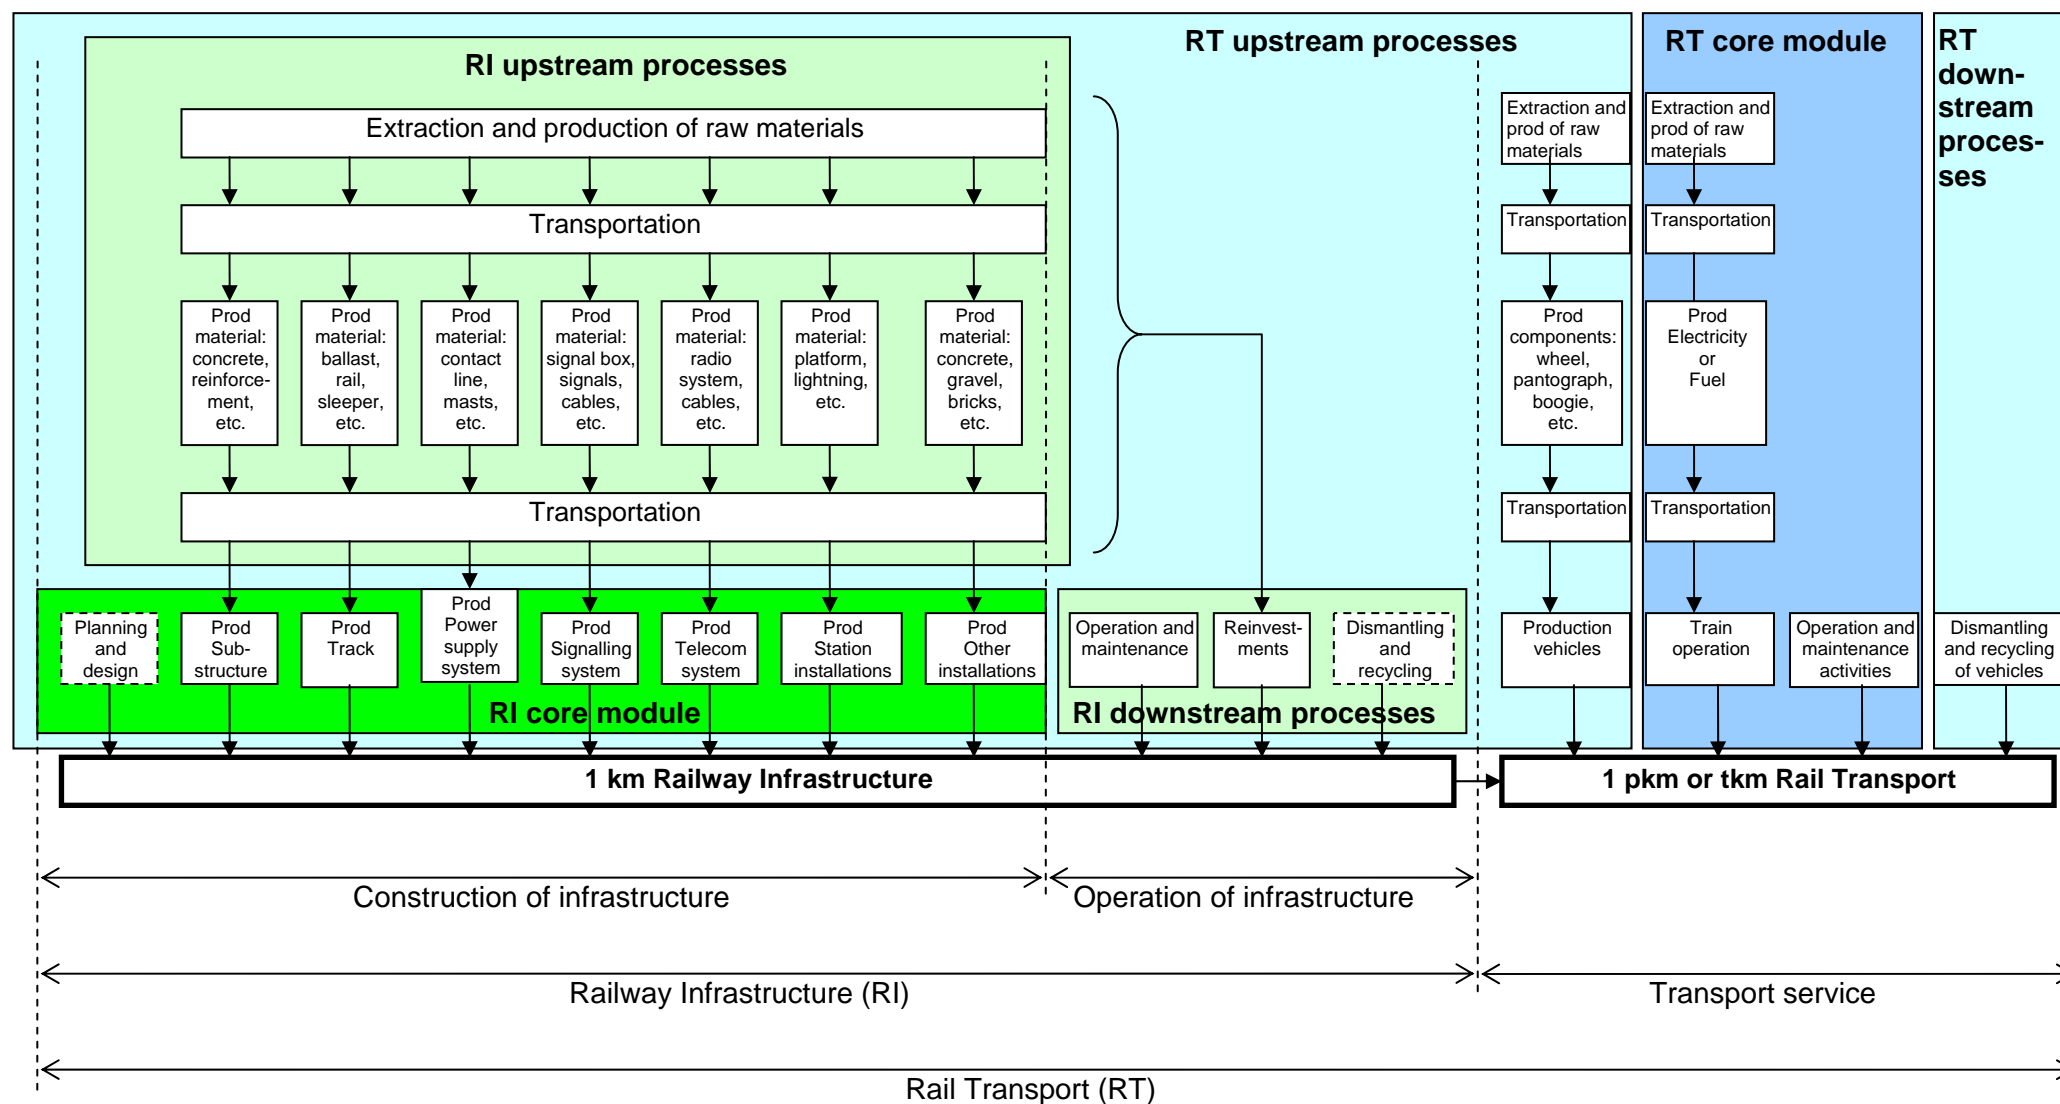 RI upstream processes
RT upstream processes
RT core module
RT
down-
stream
proces-
ses
Extraction and production of raw materials
Extraction and
prod of raw
materials
Extraction and
prod of raw
materials
Transportation
Transportation
Transportation
Prod
material:
concrete,
reinforce-
ment,
etc.
Prod
material:
ballast,
rail,
sleeper,
etc.
Prod
material:
contact
line,
masts,
etc.
Prod
material:
signal box,
signals,
cables,
etc.
Prod
material:
radio
system,
cables,
etc.
Prod
material:
platform,
lightning,
etc.
Prod
material:
concrete,
gravel,
bricks,
etc.
Prod
components:
wheel,
pantograph,
boogie,
etc.
Prod
Electricity
or
Fuel
Transportation
Transportation
Transportation
Planning
and
design
Prod
Sub-
structure
Prod
Track
Prod
Power
supply
system
Prod
Signalling
system
Prod
Telecom
system
Prod
Station
installations
Prod
Other
installations
Operation and
maintenance
Reinvest-
ments
Dismantling
and
recycling
Production
vehicles
Train
operation
Operation and
maintenance
activities
Dismantling
and recycling
of vehicles
RI core module
RI downstream processes
1 km Railway Infrastructure
1 pkm or tkm Rail Transport
Construction of infrastructure
Operation of infrastructure
Railway Infrastructure (RI)
Transport service
Rail Transport (RT)